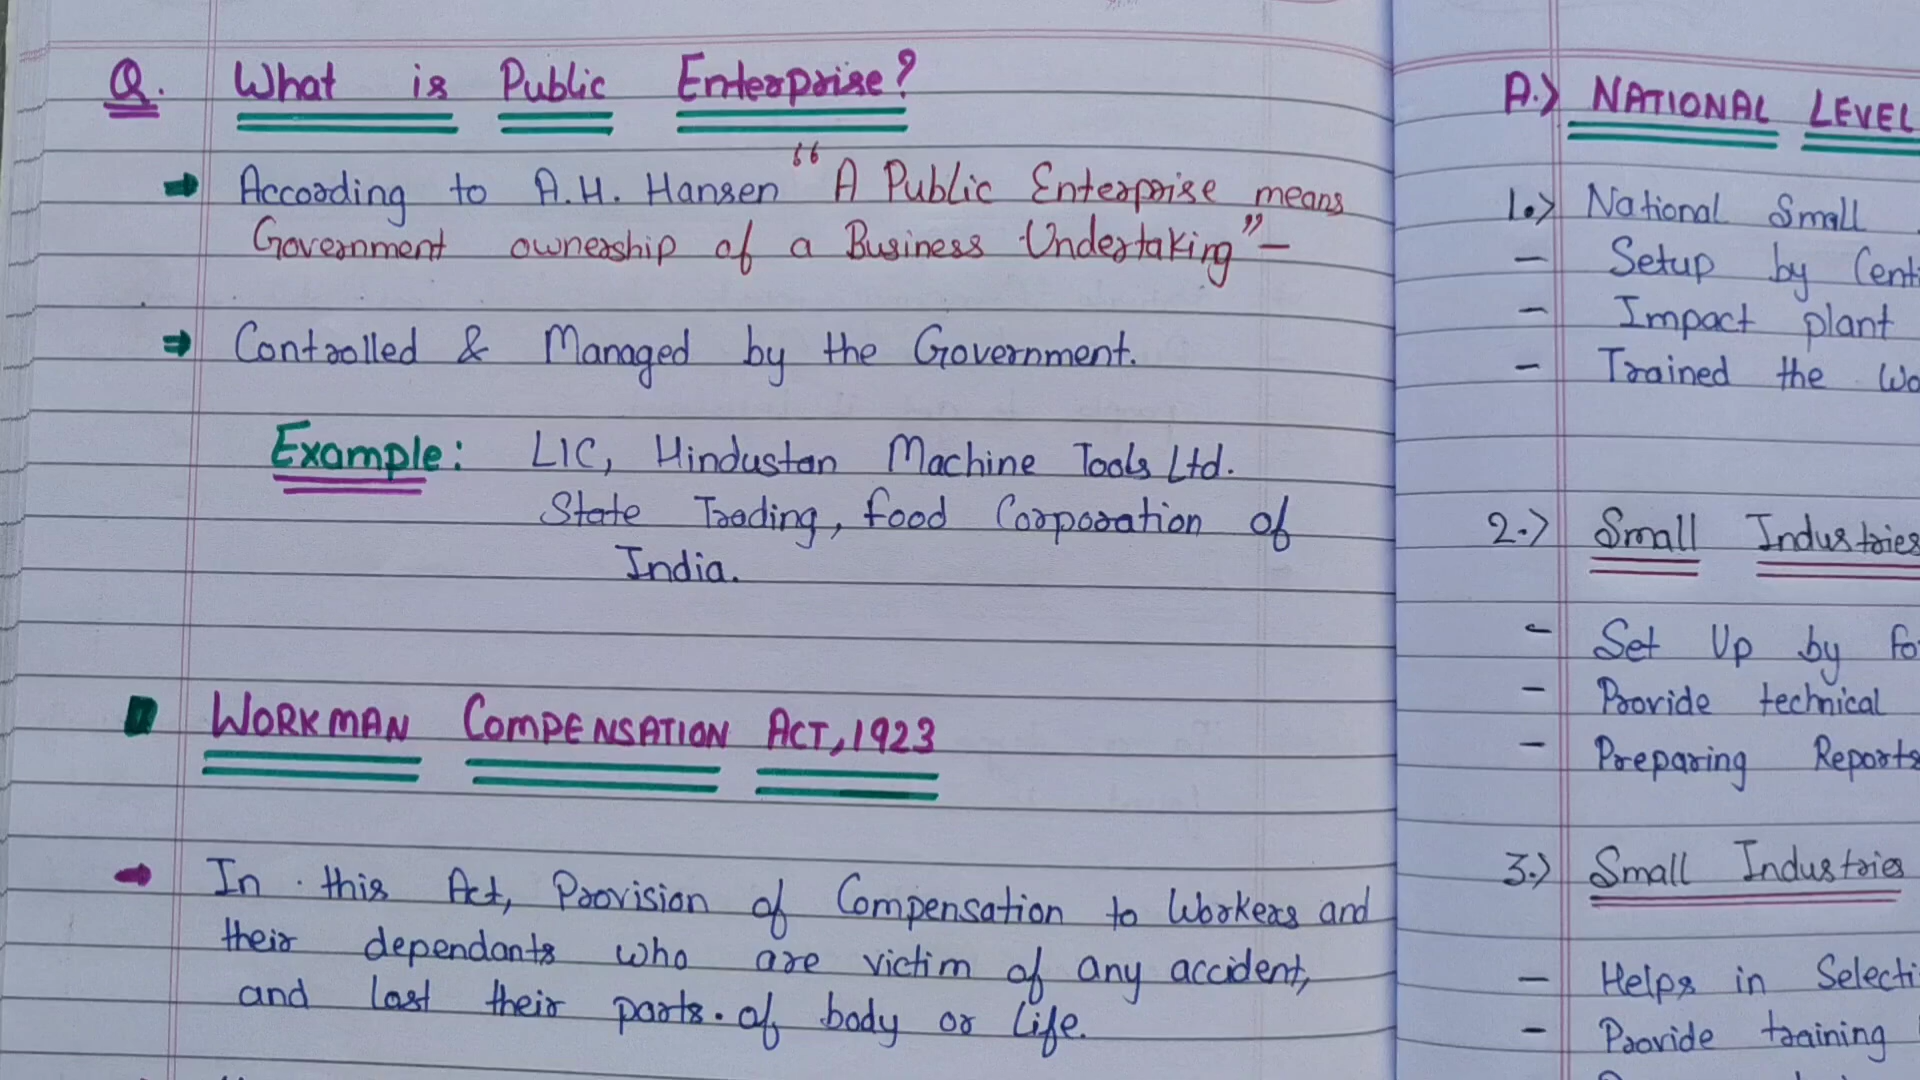 Q. What is Public Enterprise?
According to A.H. Hansen "A Public Enterprise means
Government ownership of a Business Undertaking" –
Controlled & Managed by the Government.
Example: LIC, Hindustan Machine Tools Ltd.
State Trading, Food Corporation of
India.
WORKMAN COMPENSATION ACT, 1923
In this Act, Provision of Compensation to Workers and
their dependants who are victim of any accident,
and lost their parts of body or life.
A.) NATIONAL LEVEL
1.) National Small
– Setup by
– Impact plant
– Trained the
2.) Small Industries
– Set Up by
– Provide technical
– Preparing Reports
3.) Small Industries
– Helps in
– Provide training